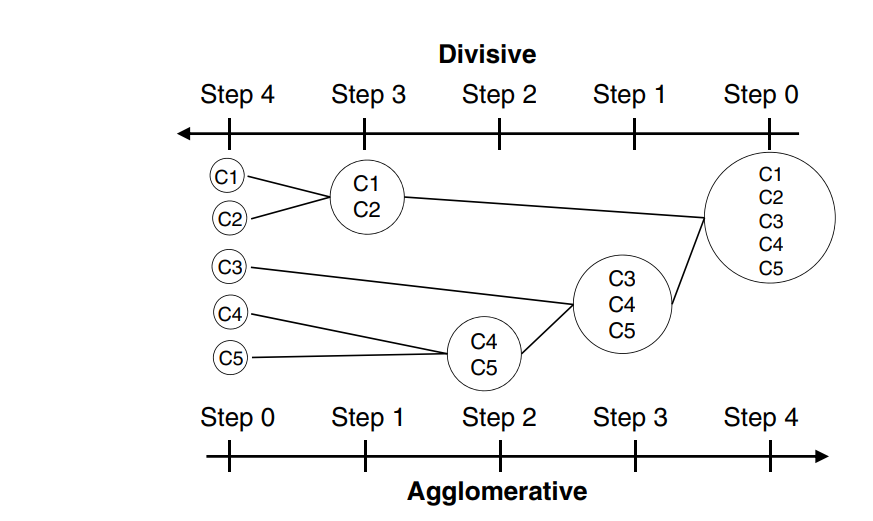 Divisive
Step 4 Step 3 Step 2 Step 1 Step 0
C1
C2
C3
C4
C5
C1
C2
C4
C5
C3
C4
C5
C1
C2
C3
C4
C5
Step 0 Step 1 Step 2 Step 3 Step 4
Agglomerative